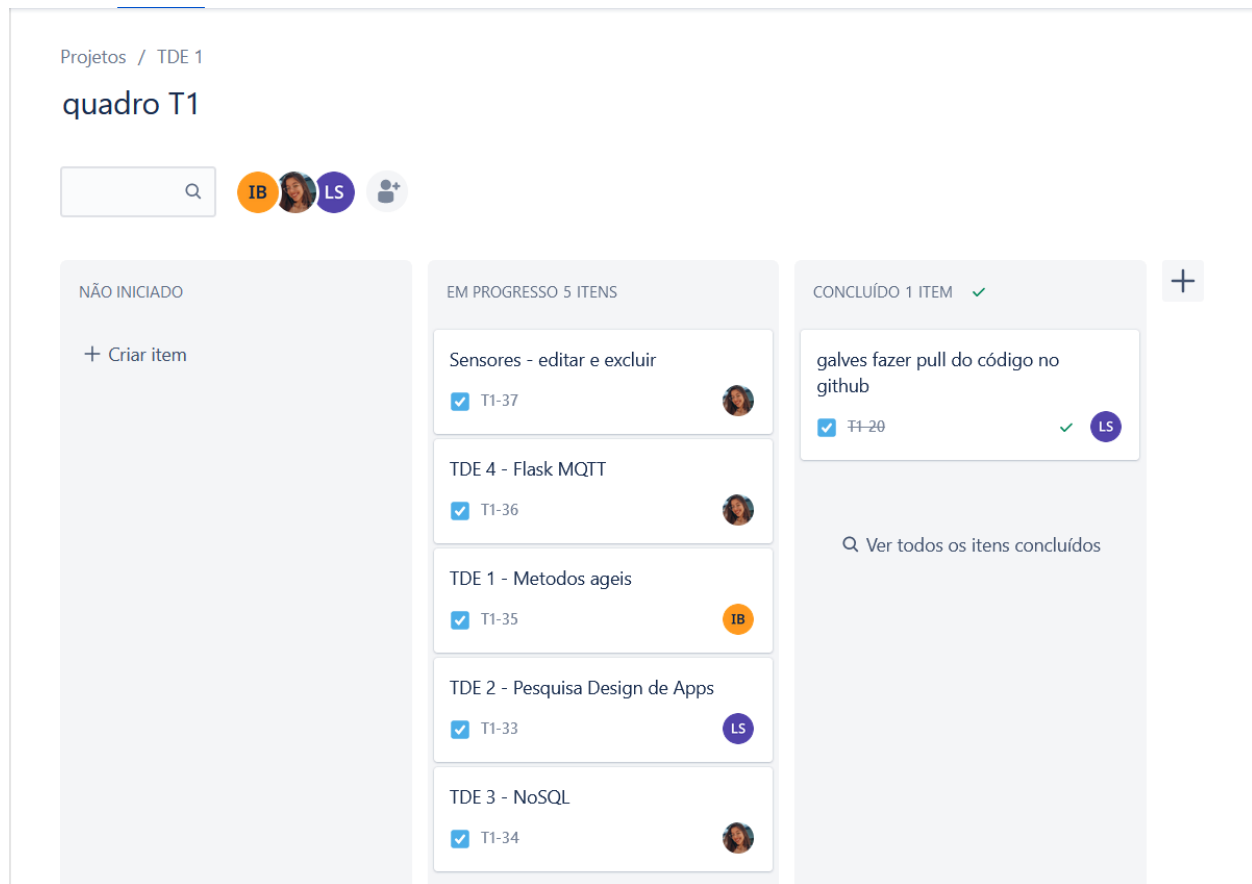 Projetos / TDE 1
quadro T1
IB
LS
NÃO INICIADO
+ Criar item
EM PROGRESSO 5 ITENS
Sensores - editar e excluir
T1-37
TDE 4 - Flask MQTT
T1-36
TDE 1 - Metodos ageis
T1-35
IB
TDE 2 - Pesquisa Design de Apps
T1-33
LS
TDE 3 - NoSQL
T1-34
CONCLUÍDO 1 ITEM
galves fazer pull do código no
github
T1-20
LS
Ver todos os itens concluídos